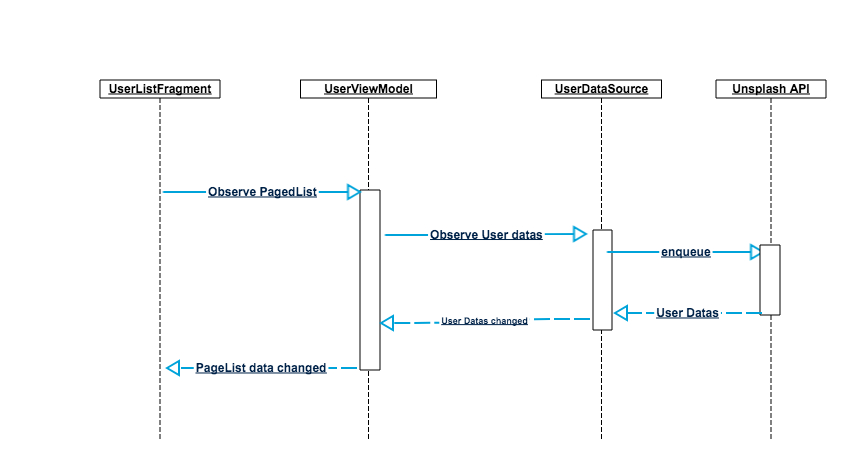 UserListFragment
UserViewModel
UserDataSource
Unsplash API
Observe PagedList
Observe User datas
enqueue
User Datas
User Datas changed
PageList data changed